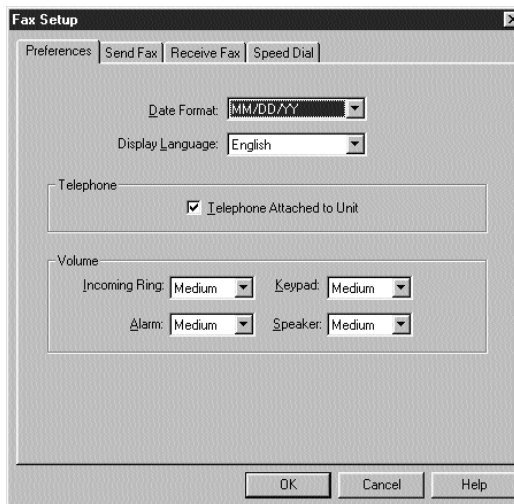 Fax Setup
Preferences Send Fax Receive Fax Speed Dial
Date Format: MM/DD/YY
Display Language: English
Telephone
Telephone Attached to Unit
Volume
Incoming Ring: Medium Keypad: Medium
Alarm: Medium Speaker: Medium
OK Cancel Help